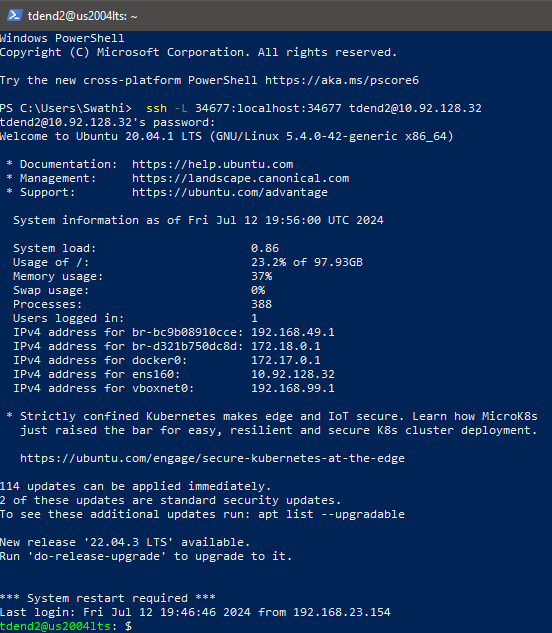 tdend2@us2004lts: ~
Windows PowerShell
Copyright (C) Microsoft Corporation. All rights reserved.
Try the new cross-platform PowerShell https://aka.ms/pscore6
PS C:\Users\Swathi>  ssh -L 34677:localhost:34677 tdend2@10.92.128.32
tdend2@10.92.128.32's password:
Welcome to Ubuntu 20.04.1 LTS (GNU/Linux 5.4.0-42-generic x86_64)
 * Documentation:  https://help.ubuntu.com
 * Management:     https://landscape.canonical.com
 * Support:        https://ubuntu.com/advantage
  System information as of Fri Jul 12 19:56:00 UTC 2024
  System load:                      0.86
  Usage of /:                       23.2% of 97.93GB
  Memory usage:                     37%
  Swap usage:                       0%
  Processes:                        388
  Users logged in:                  1
  IPv4 address for br-bc9b08910cce: 192.168.49.1
  IPv4 address for br-d321b750dc8d: 172.18.0.1
  IPv4 address for docker0:         172.17.0.1
  IPv4 address for ens160:          10.92.128.32
  IPv4 address for vboxnet0:        192.168.99.1
 * Strictly confined Kubernetes makes edge and IoT secure. Learn how MicroK8s
   just raised the bar for easy, resilient and secure K8s cluster deployment.
   https://ubuntu.com/engage/secure-kubernetes-at-the-edge
114 updates can be applied immediately.
2 of these updates are standard security updates.
To see these additional updates run: apt list --upgradable
New release '22.04.3 LTS' available.
Run 'do-release-upgrade' to upgrade to it.
*** System restart required ***
Last login: Fri Jul 12 19:46:46 2024 from 192.168.23.154
tdend2@us2004lts: $